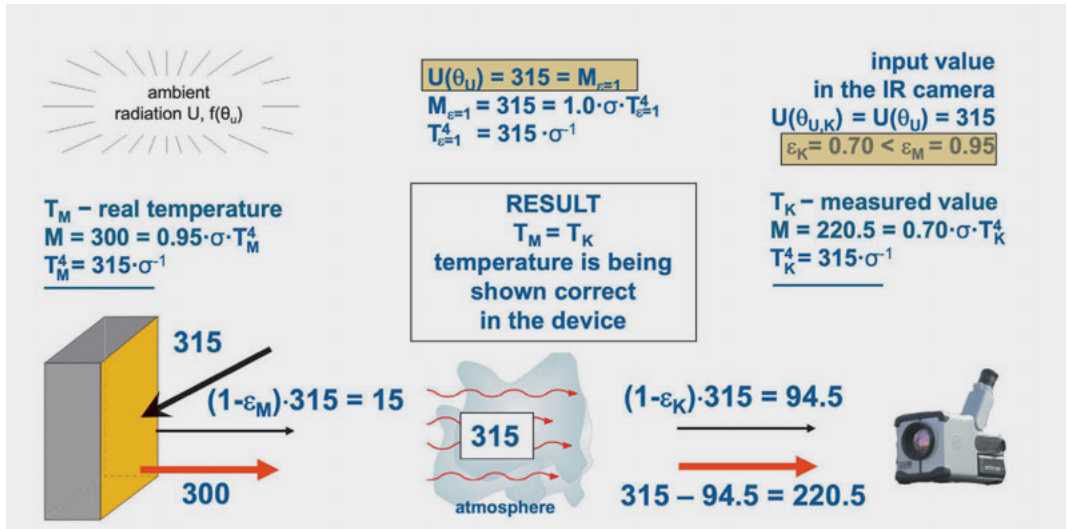 ambient
radiation U, f(θu)
U(θU) = 315 = Mε=1
Mε=1 = 315 = 1.0·σ·T⁴ε=1
T⁴ε=1 = 315 ·σ⁻¹
input value
in the IR camera
U(θU,K) = U(θU) = 315
εK = 0.70 < εM = 0.95
TM – real temperature
M = 300 = 0.95·σ·T⁴M
T⁴M = 315·σ⁻¹
RESULT
TM = TK
temperature is being
shown correct
in the device
TK – measured value
M = 220.5 = 0.70·σ·T⁴K
T⁴K = 315·σ⁻¹
315
(1-εM)·315 = 15
300
315
atmosphere
(1-εK)·315 = 94.5
315 – 94.5 = 220.5